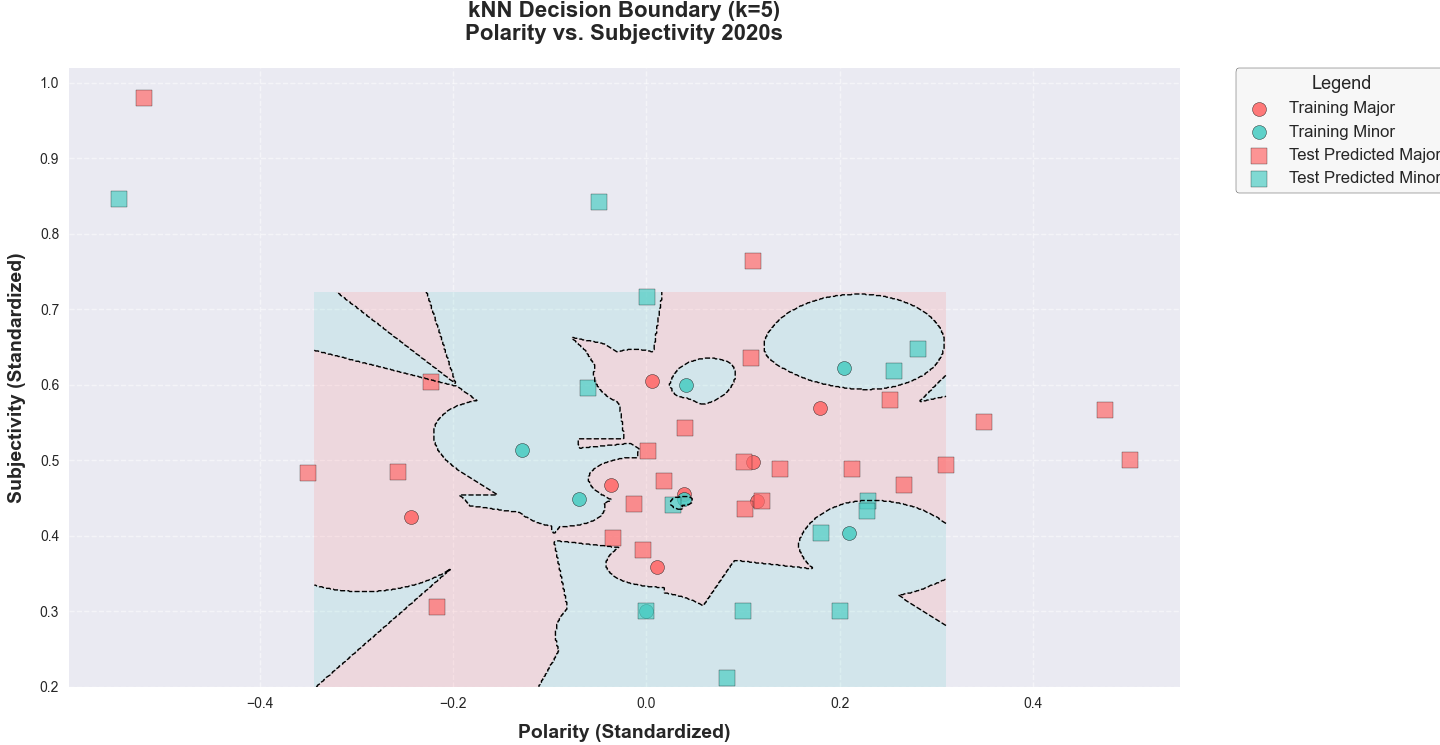 kNN Decision Boundary (k=5)
Polarity vs. Subjectivity 2020s
Legend
Training Major
Training Minor
Test Predicted Major
Test Predicted Minor
Subjectivity (Standardized)
1.0
0.9
0.8
0.7
0.6
0.5
0.4
0.3
0.2
−0.4
−0.2
0.0
0.2
0.4
Polarity (Standardized)